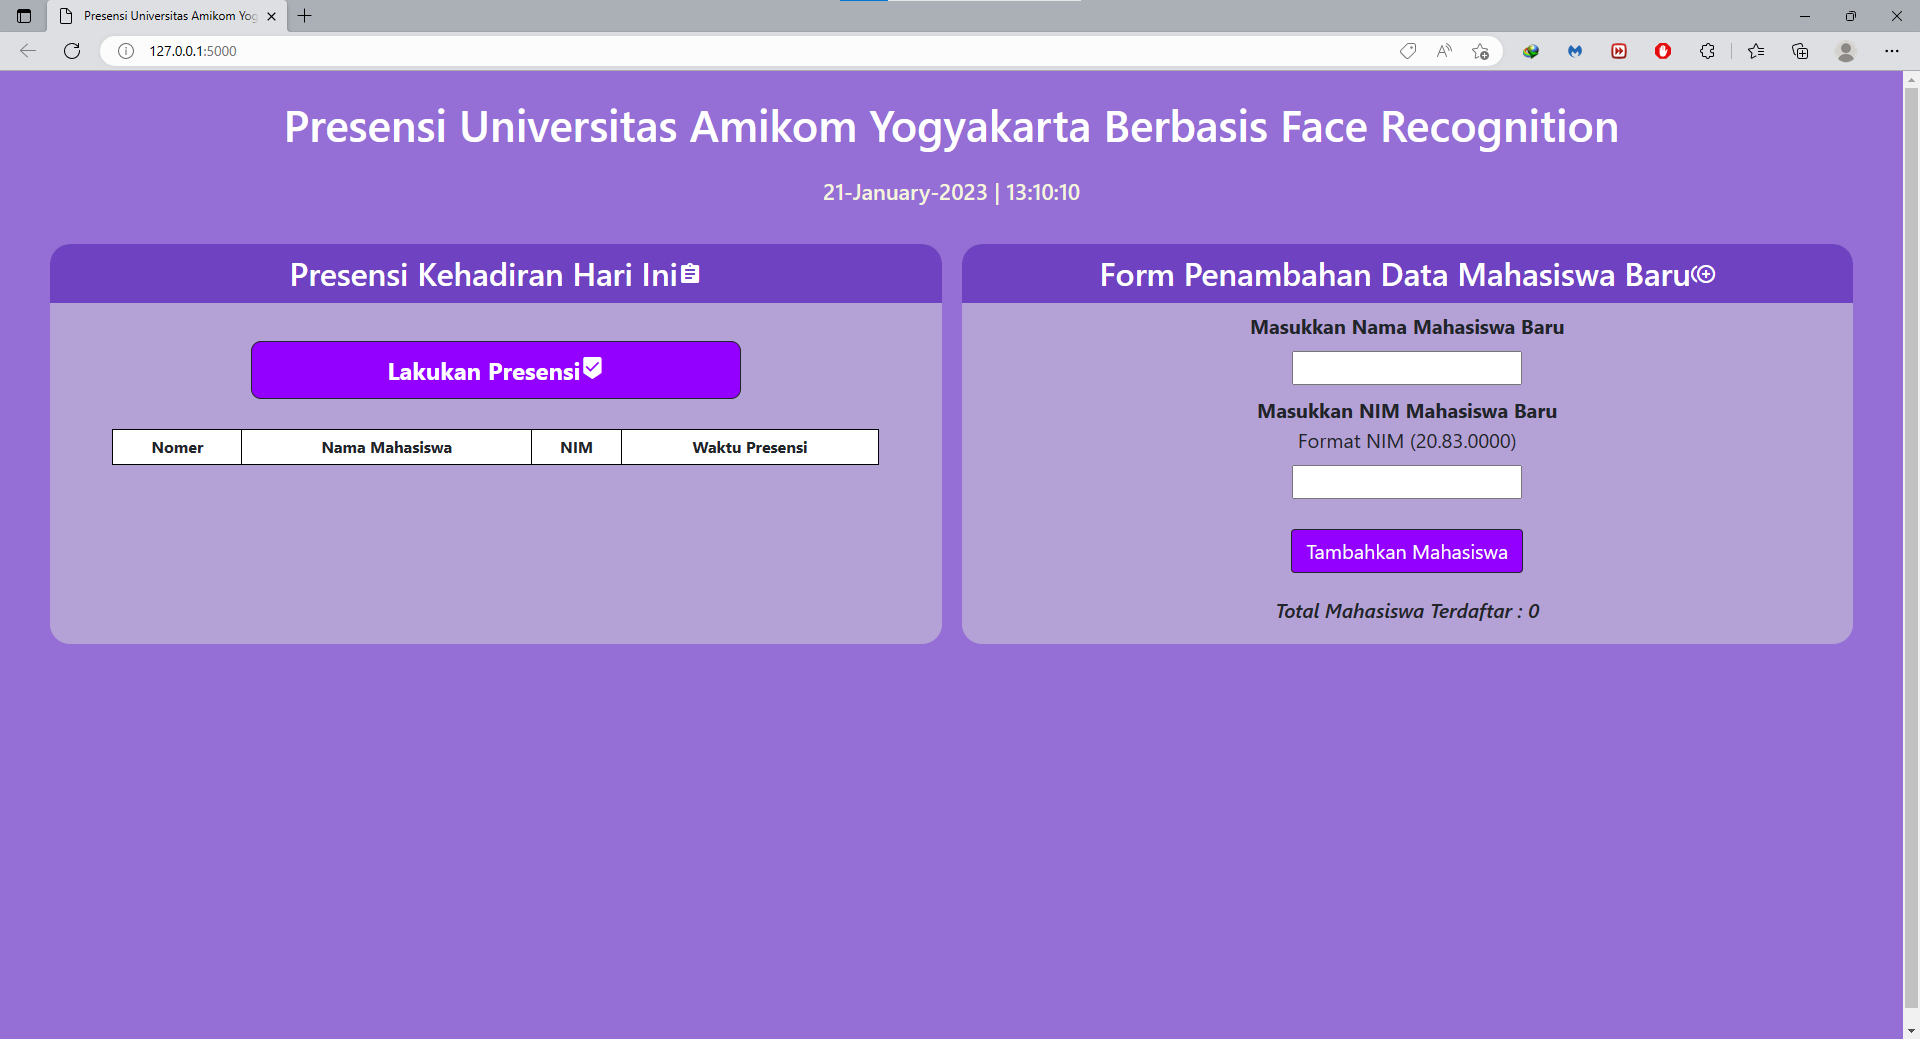 Presensi Universitas Amikom Yog
127.0.0.1:5000
Presensi Universitas Amikom Yogyakarta Berbasis Face Recognition
21-January-2023 | 13:10:10
Presensi Kehadiran Hari Ini
Lakukan Presensi
Nomer Nama Mahasiswa NIM Waktu Presensi
Form Penambahan Data Mahasiswa Baru
Masukkan Nama Mahasiswa Baru
Masukkan NIM Mahasiswa Baru
Format NIM (20.83.0000)
Tambahkan Mahasiswa
Total Mahasiswa Terdaftar : 0